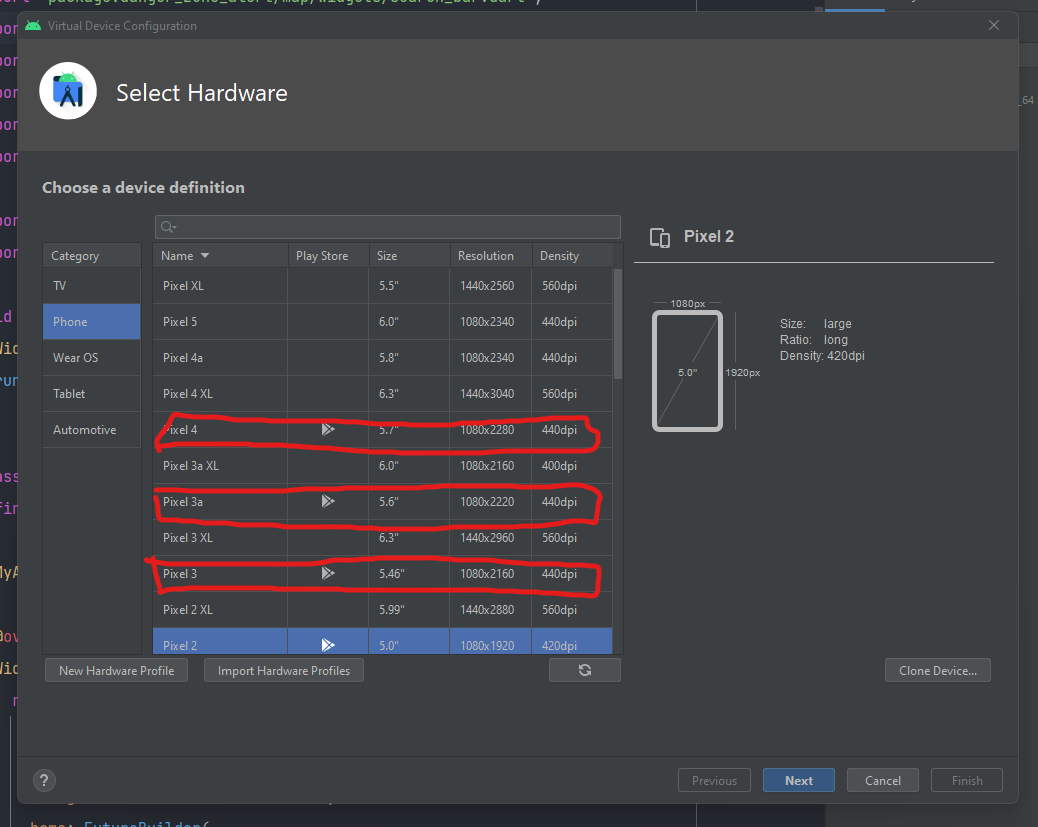 Virtual Device Configuration
Select Hardware
Choose a device definition
Category
TV
Phone
Wear OS
Tablet
Automotive
Name Play Store Size Resolution Density
Pixel XL 5.5" 1440x2560 560dpi
Pixel 5 6.0" 1080x2340 440dpi
Pixel 4a 5.8" 1080x2340 440dpi
Pixel 4 XL 6.3" 1440x3040 560dpi
Pixel 4 5.7" 1080x2280 440dpi
Pixel 3a XL 6.0" 1080x2160 400dpi
Pixel 3a 5.6" 1080x2220 440dpi
Pixel 3 XL 6.3" 1440x2960 560dpi
Pixel 3 5.46" 1080x2160 440dpi
Pixel 2 XL 5.99" 1440x2880 560dpi
Pixel 2 5.0" 1080x1920 420dpi
Pixel 2
1080px
5.0"
1920px
Size: large
Ratio: long
Density: 420dpi
New Hardware Profile
Import Hardware Profiles
Clone Device...
?
Previous
Next
Cancel
Finish
_64
home: FutureBuilder(